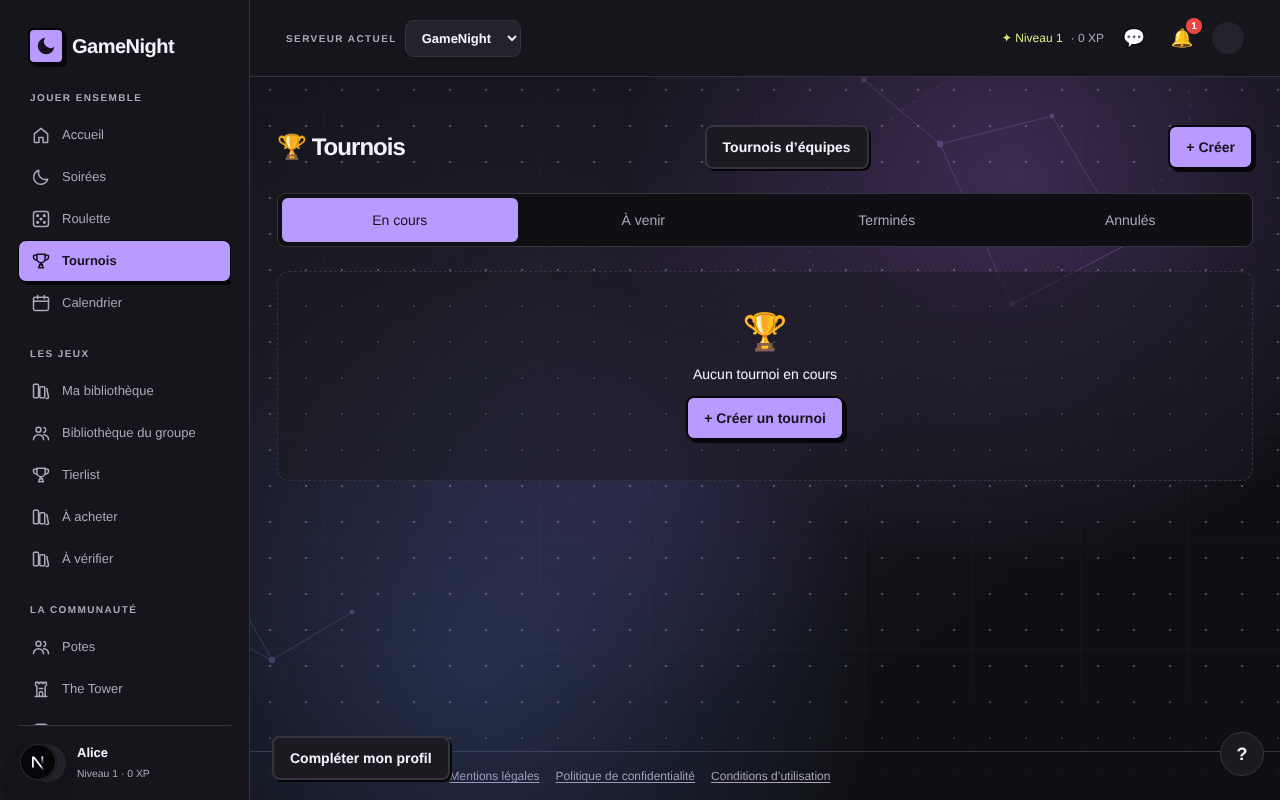 GameNight
JOUER ENSEMBLE
Accueil
Soirées
Roulette
Tournois
Calendrier
LES JEUX
Ma bibliothèque
Bibliothèque du groupe
Tierlist
À acheter
À vérifier
LA COMMUNAUTÉ
Potes
The Tower
N
Alice
Niveau 1 · 0 XP
SERVEUR ACTUEL
GameNight
✦ Niveau 1 · 0 XP
1
🏆 Tournois
Tournois d’équipes
+ Créer
En cours
À venir
Terminés
Annulés
Aucun tournoi en cours
+ Créer un tournoi
Compléter mon profil
Mentions légales
Politique de confidentialité
Conditions d’utilisation
?